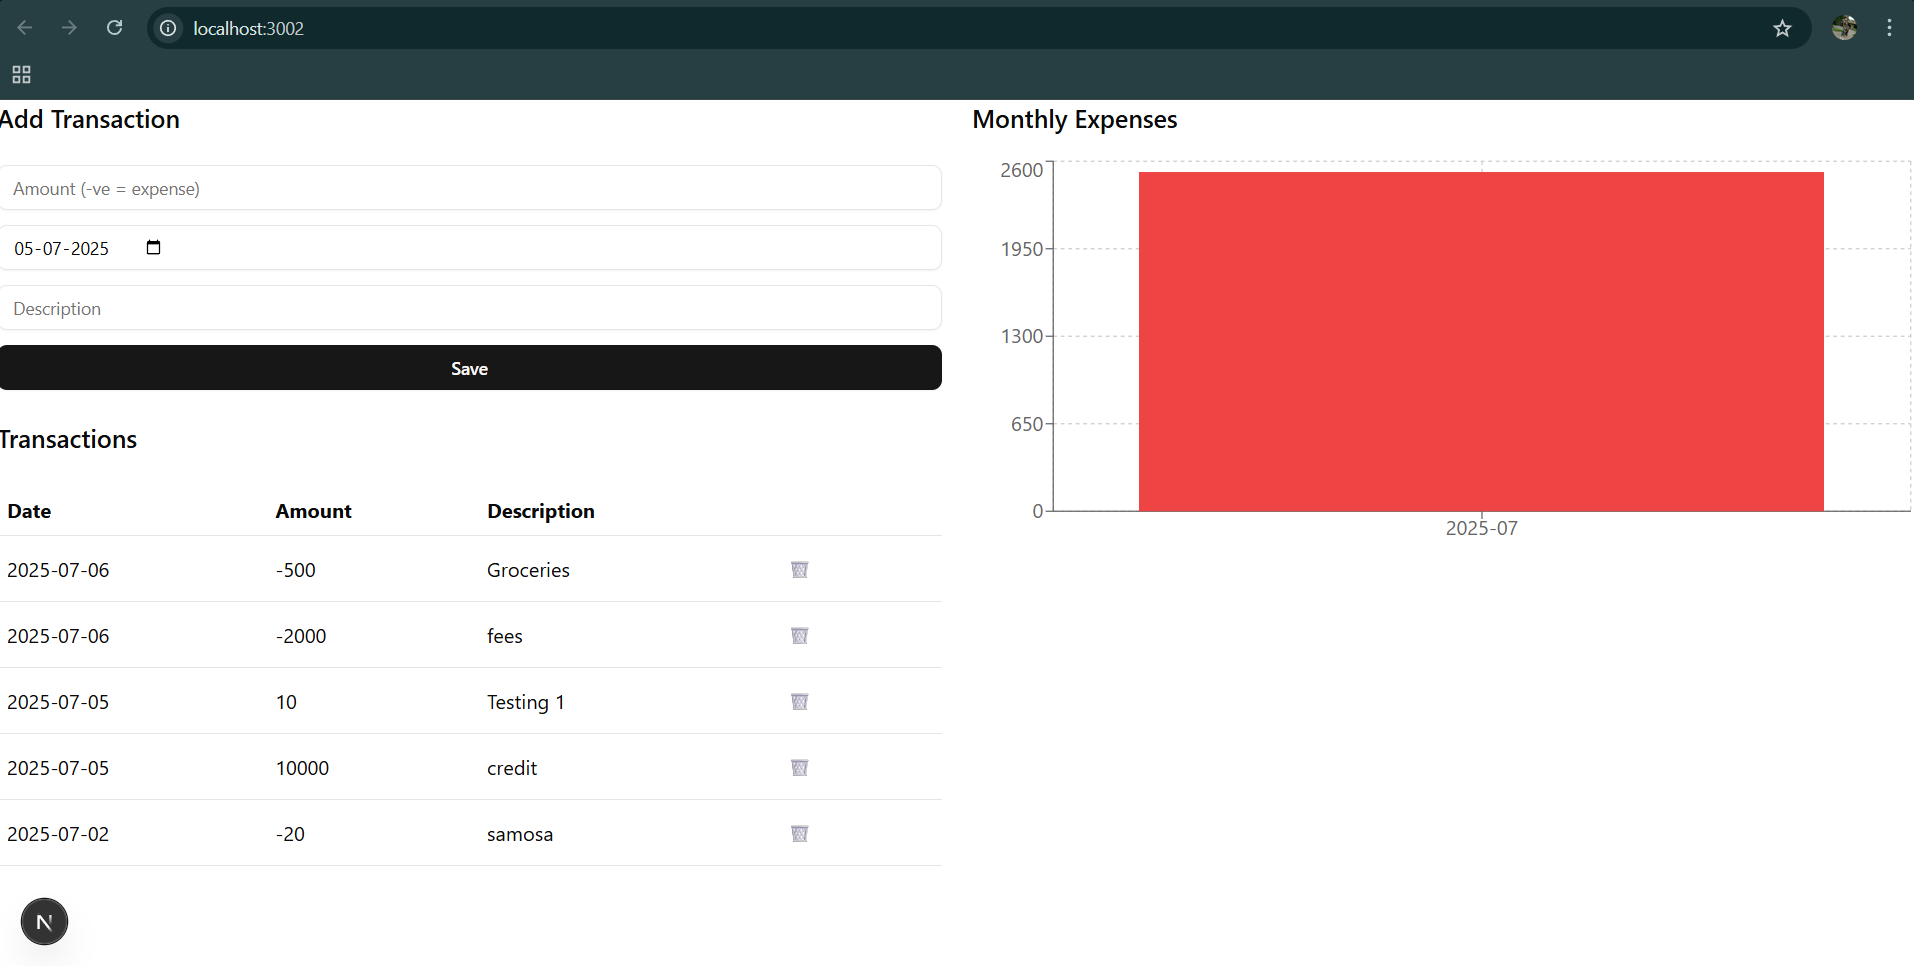 localhost:3002
Add Transaction
Amount (-ve = expense)
05-07-2025
Description
Save
Transactions
Date Amount Description
2025-07-06 -500 Groceries
2025-07-06 -2000 fees
2025-07-05 10 Testing 1
2025-07-05 10000 credit
2025-07-02 -20 samosa
N
Monthly Expenses
2600
1950
1300
650
0
2025-07